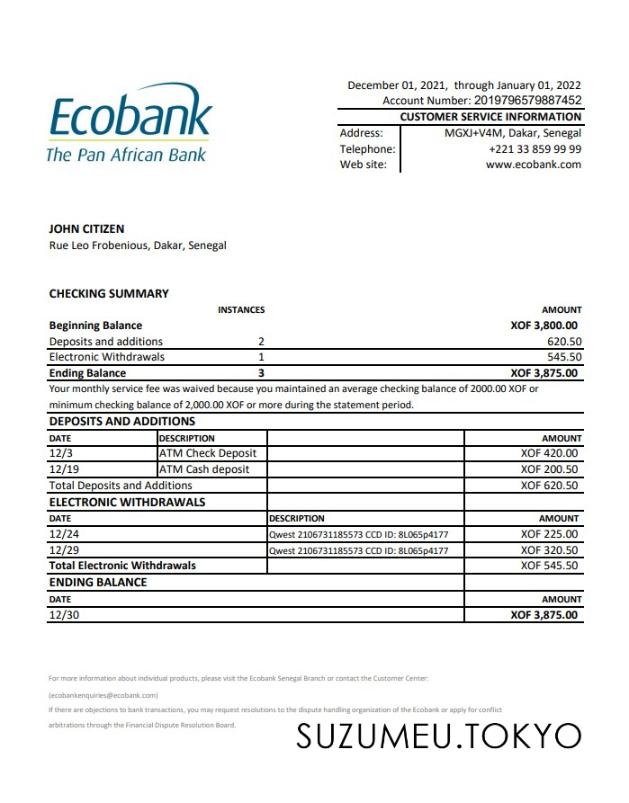 December 01, 2021, through January 01, 2022
Account Number: 2019796579887452
CUSTOMER SERVICE INFORMATION
Address: MGXJ+V4M, Dakar, Senegal
Telephone: +221 33 859 99 99
Web site: www.ecobank.com
Ecobank
The Pan African Bank
JOHN CITIZEN
Rue Leo Frobenious, Dakar, Senegal
CHECKING SUMMARY
INSTANCES AMOUNT
Beginning Balance XOF 3,800.00
Deposits and additions 2 620.50
Electronic Withdrawals 1 545.50
Ending Balance 3 XOF 3,875.00
Your monthly service fee was waived because you maintained an average checking balance of 2000.00 XOF or
minimum checking balance of 2,000.00 XOF or more during the statement period.
DEPOSITS AND ADDITIONS
DATE DESCRIPTION AMOUNT
12/3 ATM Check Deposit XOF 420.00
12/19 ATM Cash deposit XOF 200.50
Total Deposits and Additions XOF 620.50
ELECTRONIC WITHDRAWALS
DATE DESCRIPTION AMOUNT
12/24 Qwest 2106731185573 CCD ID: 8L065p4177 XOF 225.00
12/29 Qwest 2106731185573 CCD ID: 8L065p4177 XOF 320.50
Total Electronic Withdrawals XOF 545.50
ENDING BALANCE
DATE AMOUNT
12/30 XOF 3,875.00
For more information about individual products, please visit the Ecobank Senegal Branch or contact the Customer Center:
(ecobankenquiries@ecobank.com)
If there are objections to bank transactions, you may request resolutions to the dispute handling organization of the Ecobank or apply for conflict
arbitrations through the Financial Dispute Resolution Board.
SUZUMEU.TOKYO